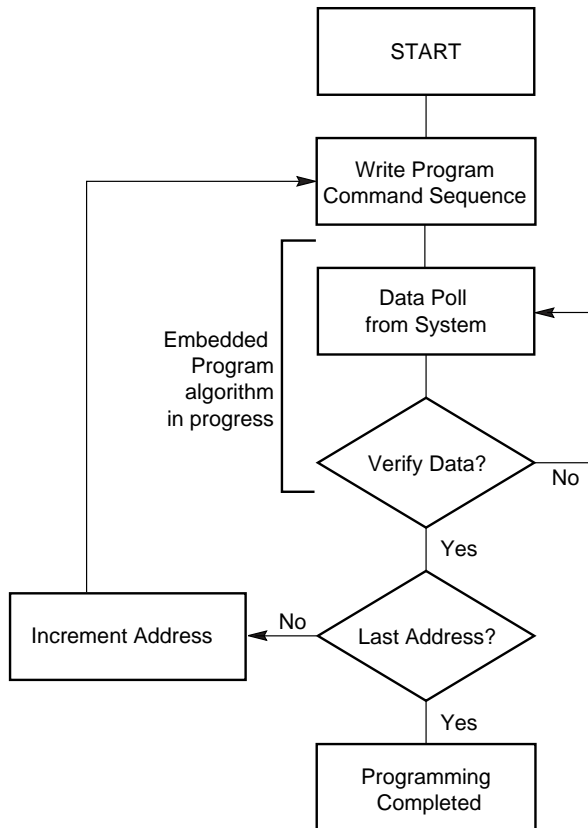 START
Write Program
Command Sequence
Data Poll
from System
Embedded
Program
algorithm
in progress
Verify Data?
No
Yes
No
Last Address?
Increment Address
Yes
Programming
Completed